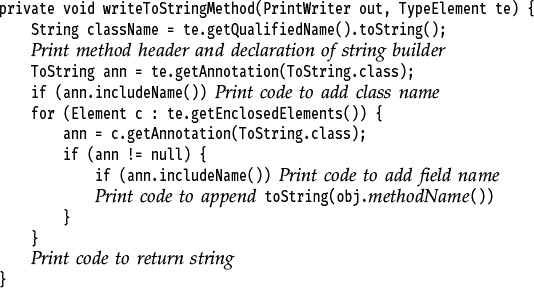 private void writeToStringMethod(PrintWriter out, TypeElement te) {
    String className = te.getQualifiedName().toString();
    Print method header and declaration of string builder
    ToString ann = te.getAnnotation(ToString.class);
    if (ann.includeName()) Print code to add class name
    for (Element c : te.getEnclosedElements()) {
        ann = c.getAnnotation(ToString.class);
        if (ann != null) {
            if (ann.includeName()) Print code to add field name
            Print code to append toString(obj.methodName())
        }
    }
    Print code to return string
}